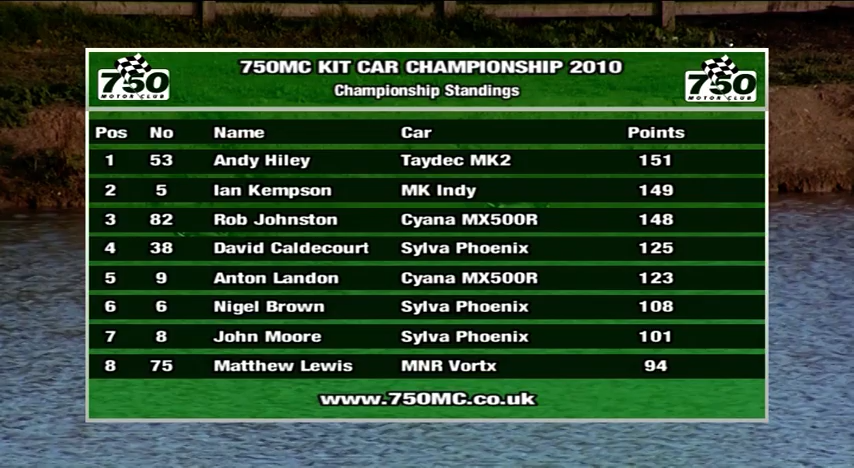 750MC KIT CAR CHAMPIONSHIP 2010
750 MOTOR CLUB
Championship Standings
750 MOTOR CLUB
Pos No Name Car Points
1 53 Andy Hiley Taydec MK2 151
2 5 Ian Kempson MK Indy 149
3 82 Rob Johnston Cyana MX500R 148
4 38 David Caldecourt Sylva Phoenix 125
5 9 Anton Landon Cyana MX500R 123
6 6 Nigel Brown Sylva Phoenix 108
7 8 John Moore Sylva Phoenix 101
8 75 Matthew Lewis MNR Vortx 94
www.750MC.co.uk